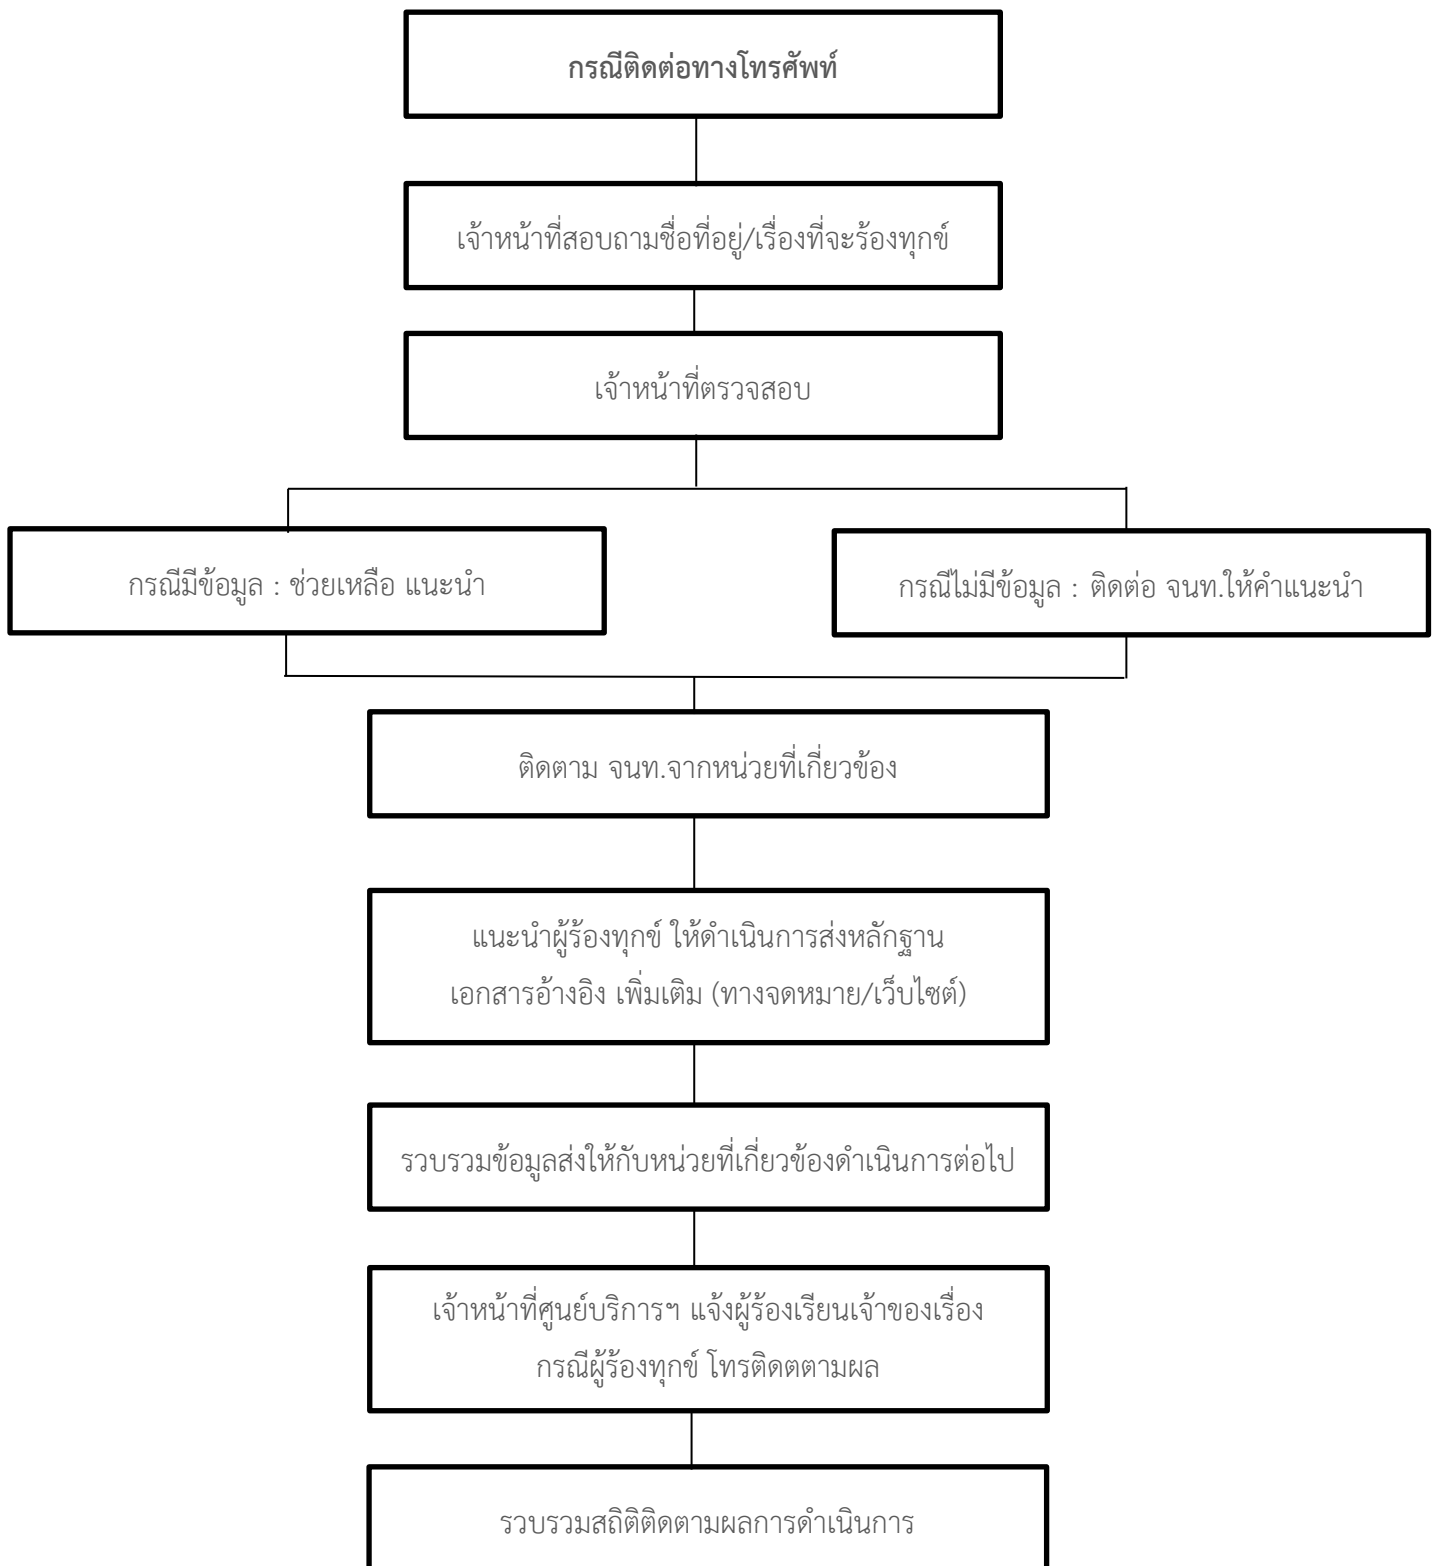 กรณีติดต่อทางโทรศัพท์
เจ้าหน้าที่สอบถามชื่อที่อยู่/เรื่องที่จะร้องทุกข์
เจ้าหน้าที่ตรวจสอบ
กรณีมีข้อมูล : ช่วยเหลือ แนะนำ
กรณีไม่มีข้อมูล : ติดต่อ จนท.ให้คำแนะนำ
ติดตาม จนท.จากหน่วยที่เกี่ยวข้อง
แนะนำผู้ร้องทุกข์ ให้ดำเนินการส่งหลักฐาน
เอกสารอ้างอิง เพิ่มเติม (ทางจดหมาย/เว็บไซต์)
รวบรวมข้อมูลส่งให้กับหน่วยที่เกี่ยวข้องดำเนินการต่อไป
เจ้าหน้าที่ศูนย์บริการฯ แจ้งผู้ร้องเรียนเจ้าของเรื่อง
กรณีผู้ร้องทุกข์ โทรติดตตามผล
รวบรวมสถิติติดตามผลการดำเนินการ